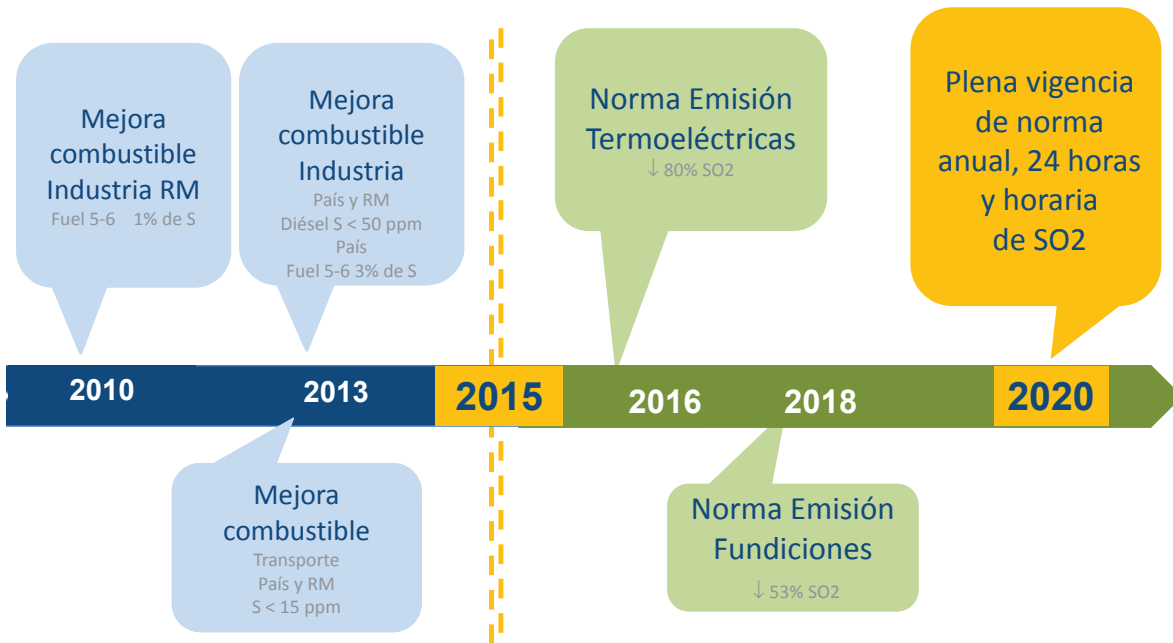 Mejora
combustible
Industria RM
Fuel 5-6 1% de S
Mejora
combustible
Industria
País y RM
Diésel S < 50 ppm
País
Fuel 5-6 3% de S
Norma Emisión
Termoeléctricas
↓ 80% SO2
Plena vigencia
de norma
anual, 24 horas
y horaria
de SO2
2010
2013
2015
2016
2018
2020
Mejora
combustible
Transporte
País y RM
S < 15 ppm
Norma Emisión
Fundiciones
↓ 53% SO2